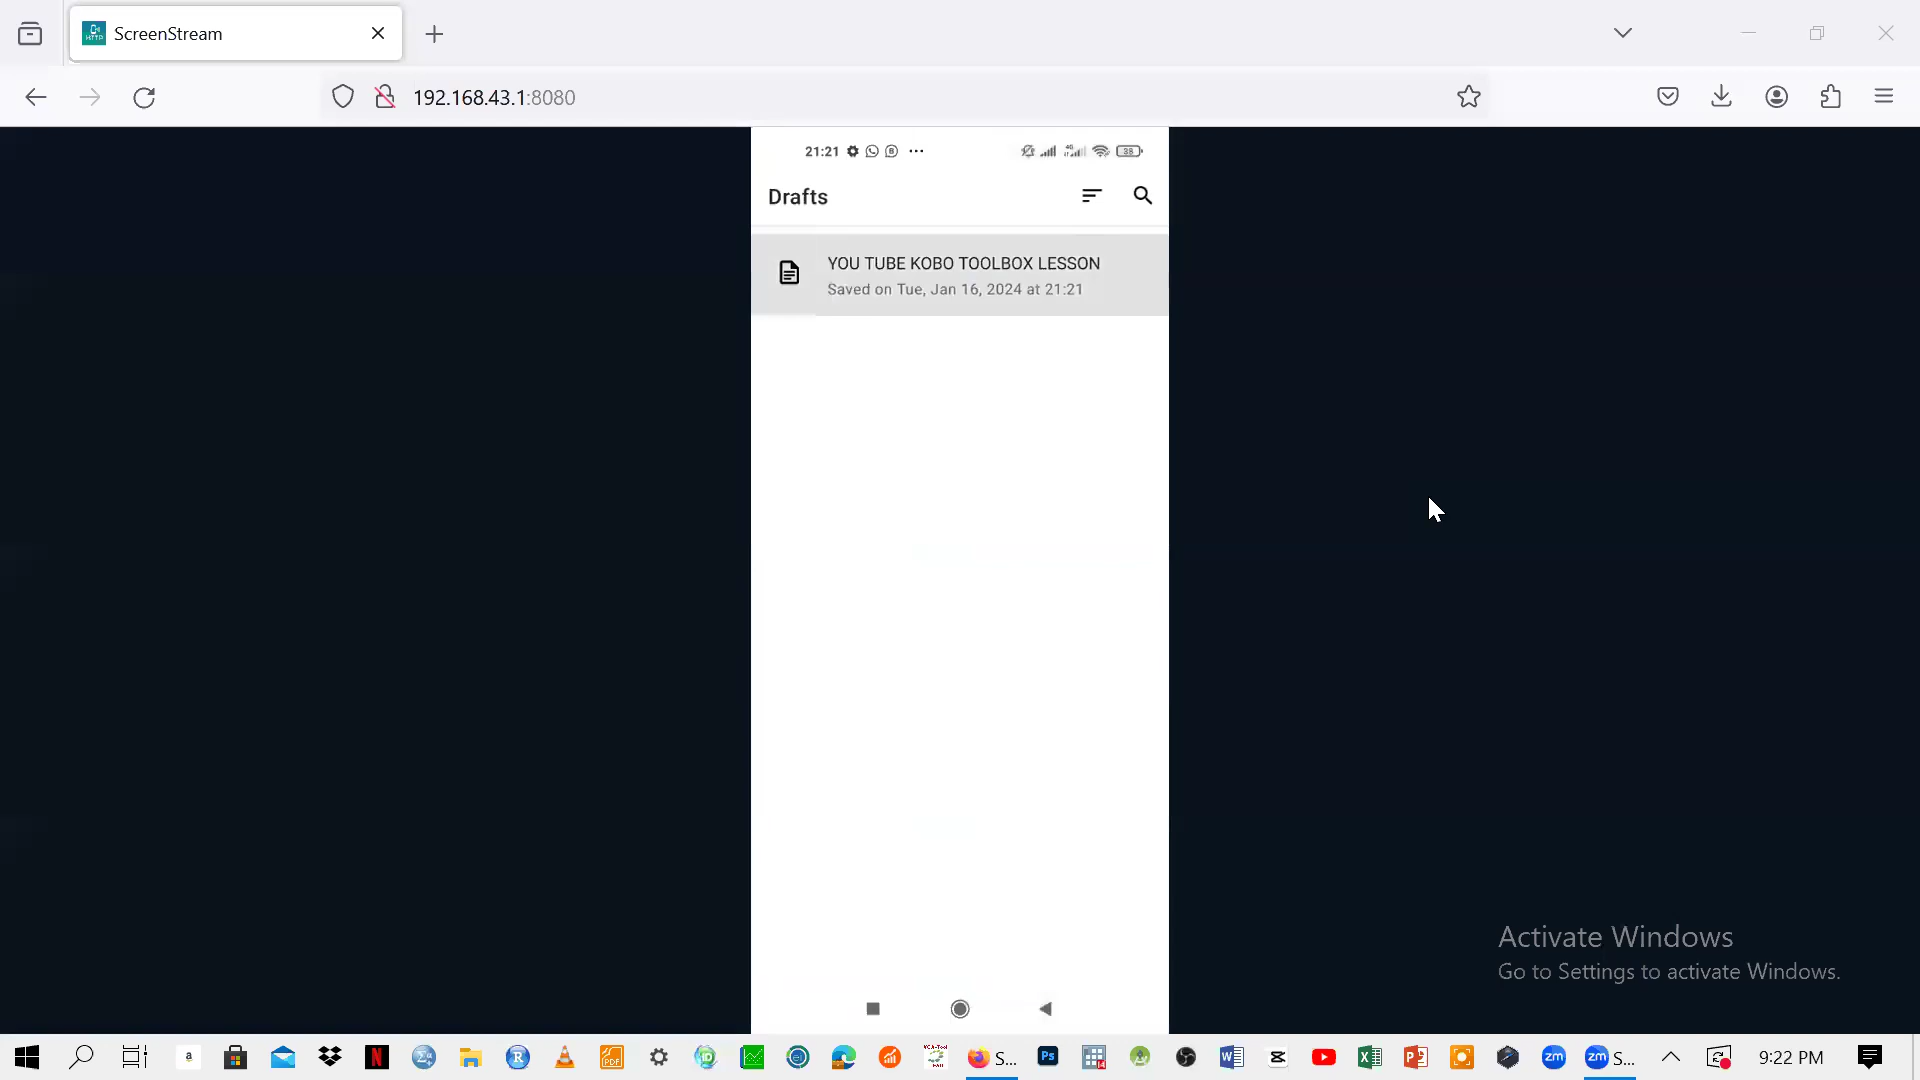 ScreenStream
192.168.43.1:8080
21:21
38
Drafts
YOU TUBE KOBO TOOLBOX LESSON
Saved on Tue, Jan 16, 2024 at 21:21
Activate Windows
Go to Settings to activate Windows.
S...
S...
9:22 PM